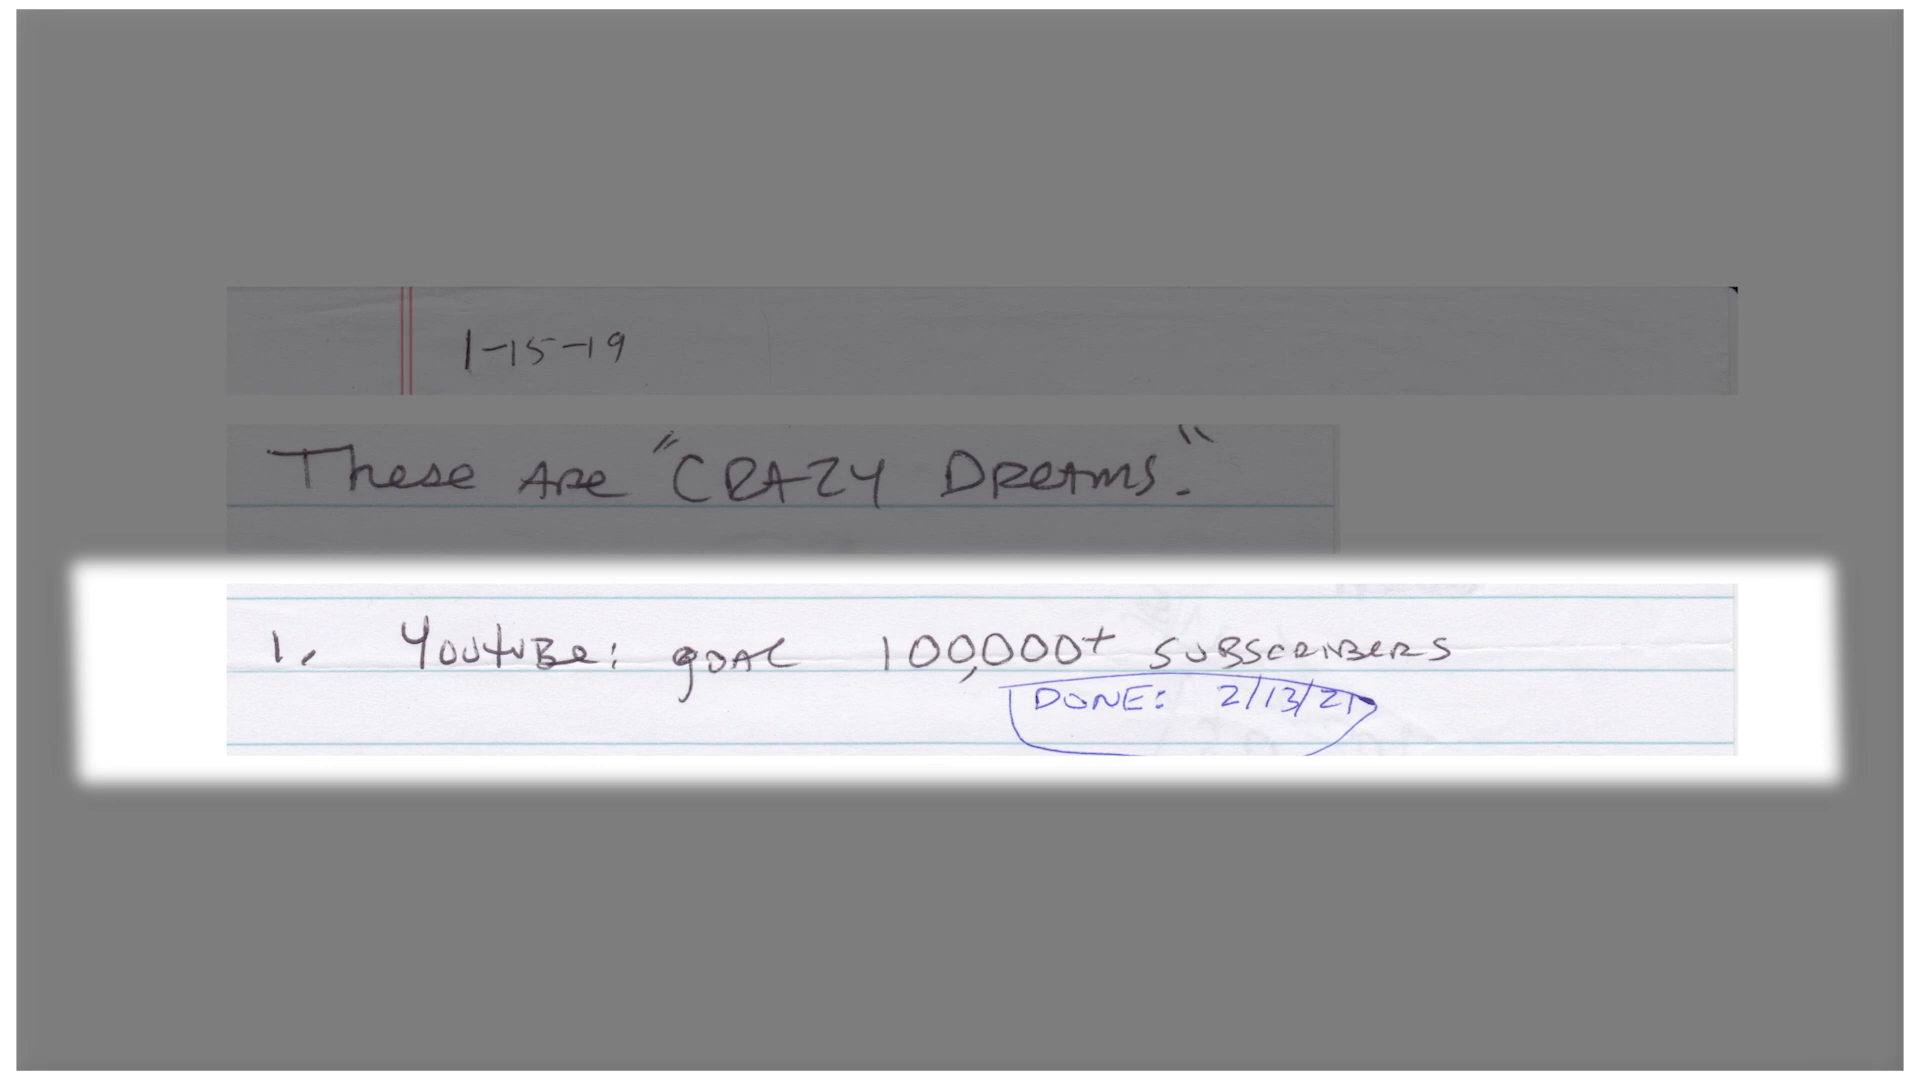 1-15-19
These are "CRAZY DREAMS."
1. YouTube: goal 100,000+ subscribers
DONE: 2/13/21